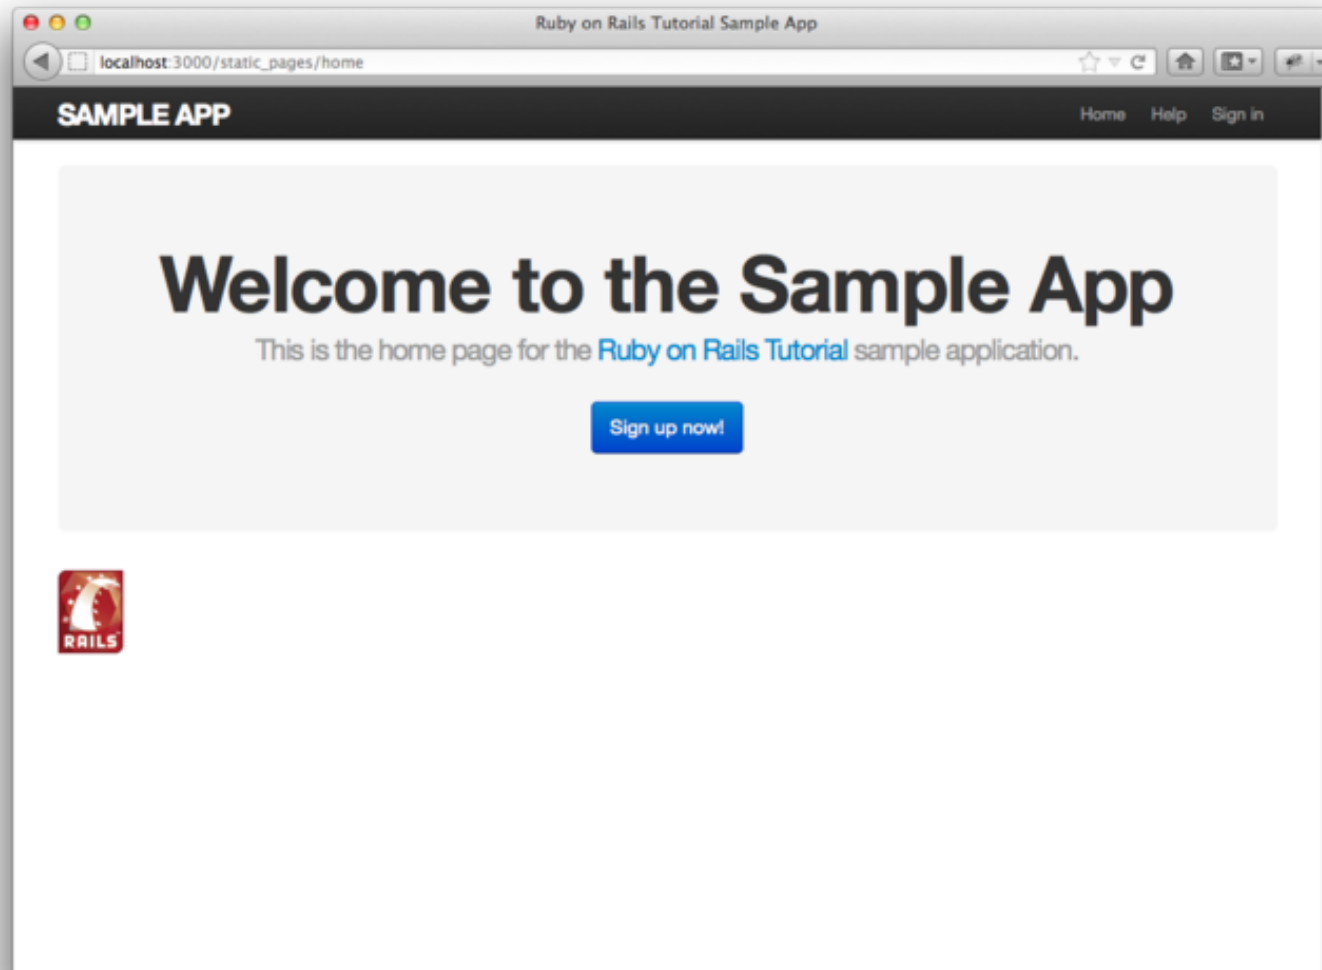 Ruby on Rails Tutorial Sample App
localhost:3000/static_pages/home
SAMPLE APP
Home Help Sign in
Welcome to the Sample App
This is the home page for the Ruby on Rails Tutorial sample application.
Sign up now!
RAILS